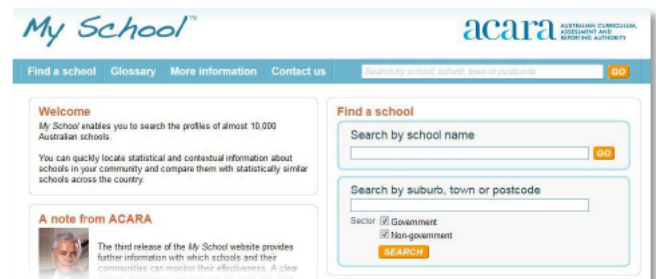 My School™
acara AUSTRALIAN CURRICULUM,
ASSESSMENT AND
REPORTING AUTHORITY
Find a school Glossary More information Contact us Search by school suburb, town or postcode GO
Welcome
My School enables you to search the profiles of almost 10,000
Australian schools.
You can quickly locate statistical and contextual information about
schools in your community and compare them with statistically similar
schools across the country.
A note from ACARA
The third release of the My School website provides
further information with which schools and their
communities can monitor their effectiveness. A clear
Find a school
Search by school name
GO
Search by suburb, town or postcode
Sector Government
Non-government
SEARCH